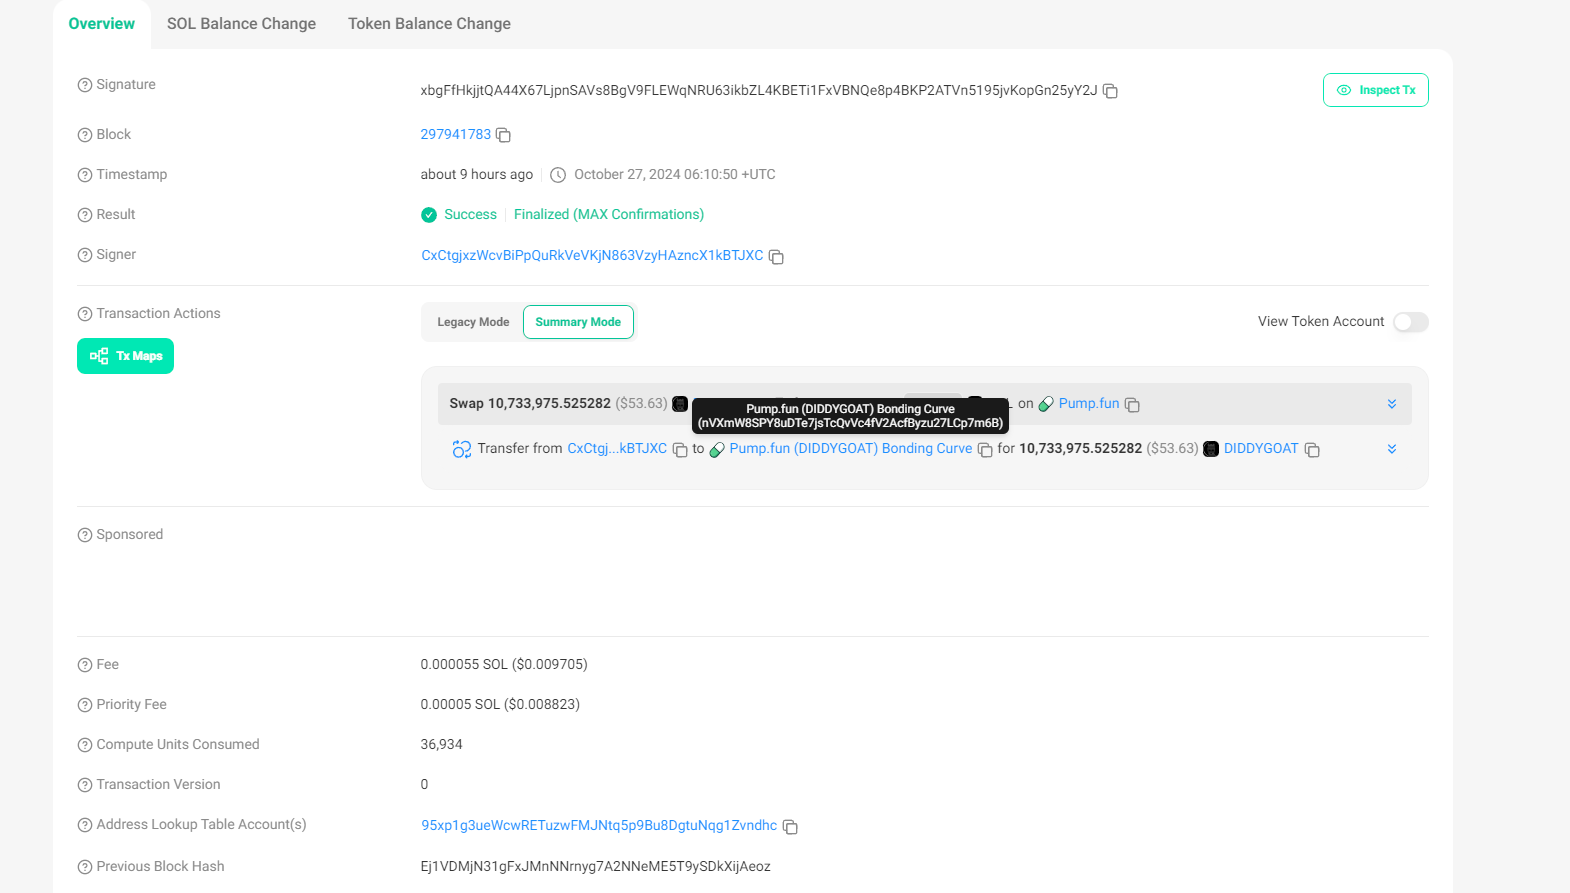 Overview SOL Balance Change Token Balance Change
Signature xbgFfHkjjtQA44X67LjpnSAVs8BgV9FLEWqNRU63ikbZL4KBETi1FxVBNQe8p4BKP2ATVn5195jvKopGn25yY2J Inspect Tx
Block 297941783
Timestamp about 9 hours ago October 27, 2024 06:10:50 +UTC
Result Success Finalized (MAX Confirmations)
Signer CxCtgjxzWcvBiPpQuRkVeVKjN863VzyHAzncX1kBTJXC
Transaction Actions Legacy Mode Summary Mode View Token Account
Tx Maps
Swap 10,733,975.525282 ($53.63) on Pump.fun
Pump.fun (DIDDYGOAT) Bonding Curve
(nVXmW8SPY8uDTe7jsTcQvVc4fV2AcfByzu27LCp7m6B)
Transfer from CxCtgj...kBTJXC to Pump.fun (DIDDYGOAT) Bonding Curve for 10,733,975.525282 ($53.63) DIDDYGOAT
Sponsored
Fee 0.000055 SOL ($0.009705)
Priority Fee 0.00005 SOL ($0.008823)
Compute Units Consumed 36,934
Transaction Version 0
Address Lookup Table Account(s) 95xp1g3ueWcwRETuzwFMJNtq5p9Bu8DgtuNqg1Zvndhc
Previous Block Hash Ej1VDMjN31gFxJMnNNrnyg7A2NNeME5T9ySDkXijAeoz